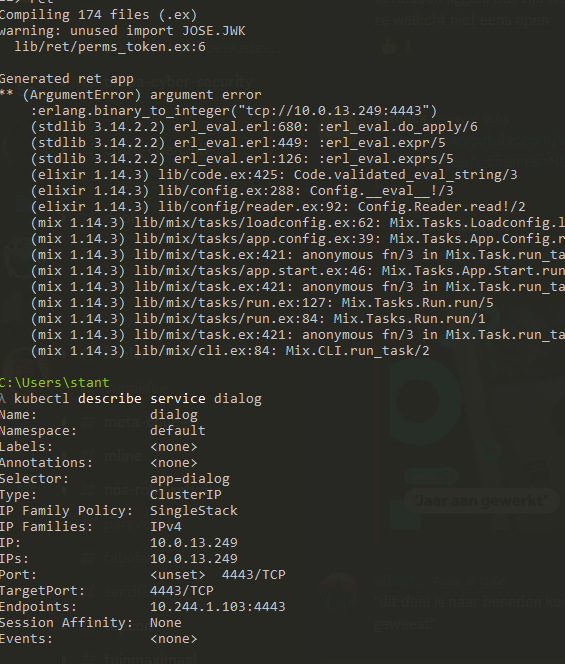 Compiling 174 files (.ex)
warning: unused import JOSE.JWK
lib/ret/perms_token.ex:6
Generated ret app
** (ArgumentError) argument error
:erlang.binary_to_integer("tcp://10.0.13.249:4443")
(stdlib 3.14.2.2) erl_eval.erl:680: :erl_eval.do_apply/6
(stdlib 3.14.2.2) erl_eval.erl:449: :erl_eval.expr/5
(stdlib 3.14.2.2) erl_eval.erl:126: :erl_eval.exprs/5
(elixir 1.14.3) lib/code.ex:425: Code.validated_eval_string/3
(elixir 1.14.3) lib/config.ex:288: Config.__eval__!/3
(elixir 1.14.3) lib/config/reader.ex:92: Config.Reader.read!/2
(mix 1.14.3) lib/mix/tasks/loadconfig.ex:62: Mix.Tasks.Loadconfig.l
(mix 1.14.3) lib/mix/tasks/app.config.ex:39: Mix.Tasks.App.Config.r
(mix 1.14.3) lib/mix/task.ex:421: anonymous fn/3 in Mix.Task.run_ta
(mix 1.14.3) lib/mix/tasks/app.start.ex:46: Mix.Tasks.App.Start.run
(mix 1.14.3) lib/mix/task.ex:421: anonymous fn/3 in Mix.Task.run_ta
(mix 1.14.3) lib/mix/tasks/run.ex:127: Mix.Tasks.Run.run/5
(mix 1.14.3) lib/mix/tasks/run.ex:84: Mix.Tasks.Run.run/1
(mix 1.14.3) lib/mix/task.ex:421: anonymous fn/3 in Mix.Task.run_ta
(mix 1.14.3) lib/mix/cli.ex:84: Mix.CLI.run_task/2
C:\Users\stant
λ kubectl describe service dialog
Name: dialog
Namespace: default
Labels: <none>
Annotations: <none>
Selector: app=dialog
Type: ClusterIP
IP Family Policy: SingleStack
IP Families: IPv4
IP: 10.0.13.249
IPs: 10.0.13.249
Port: <unset> 4443/TCP
TargetPort: 4443/TCP
Endpoints: 10.244.1.103:4443
Session Affinity: None
Events: <none>
'Jaar aan gewerkt'